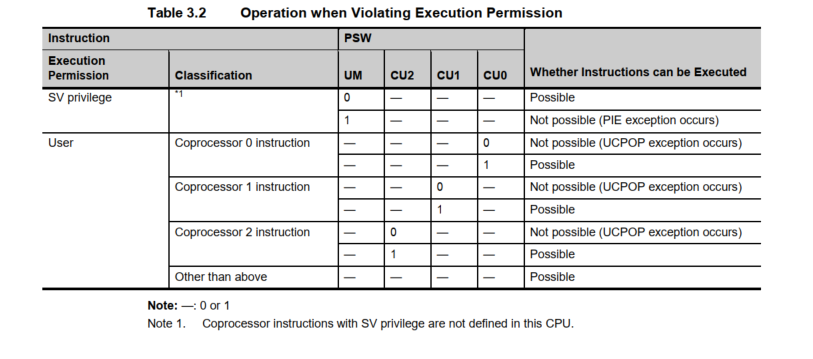 Table 3.2 Operation when Violating Execution Permission
Instruction PSW
Execution Permission Classification UM CU2 CU1 CU0 Whether Instructions can be Executed
SV privilege *1 0 — — — Possible
1 — — — Not possible (PIE exception occurs)
User Coprocessor 0 instruction — — — 0 Not possible (UCPOP exception occurs)
— — — 1 Possible
Coprocessor 1 instruction — — 0 — Not possible (UCPOP exception occurs)
— — 1 — Possible
Coprocessor 2 instruction — 0 — — Not possible (UCPOP exception occurs)
— 1 — — Possible
Other than above — — — — Possible
Note: —: 0 or 1
Note 1. Coprocessor instructions with SV privilege are not defined in this CPU.